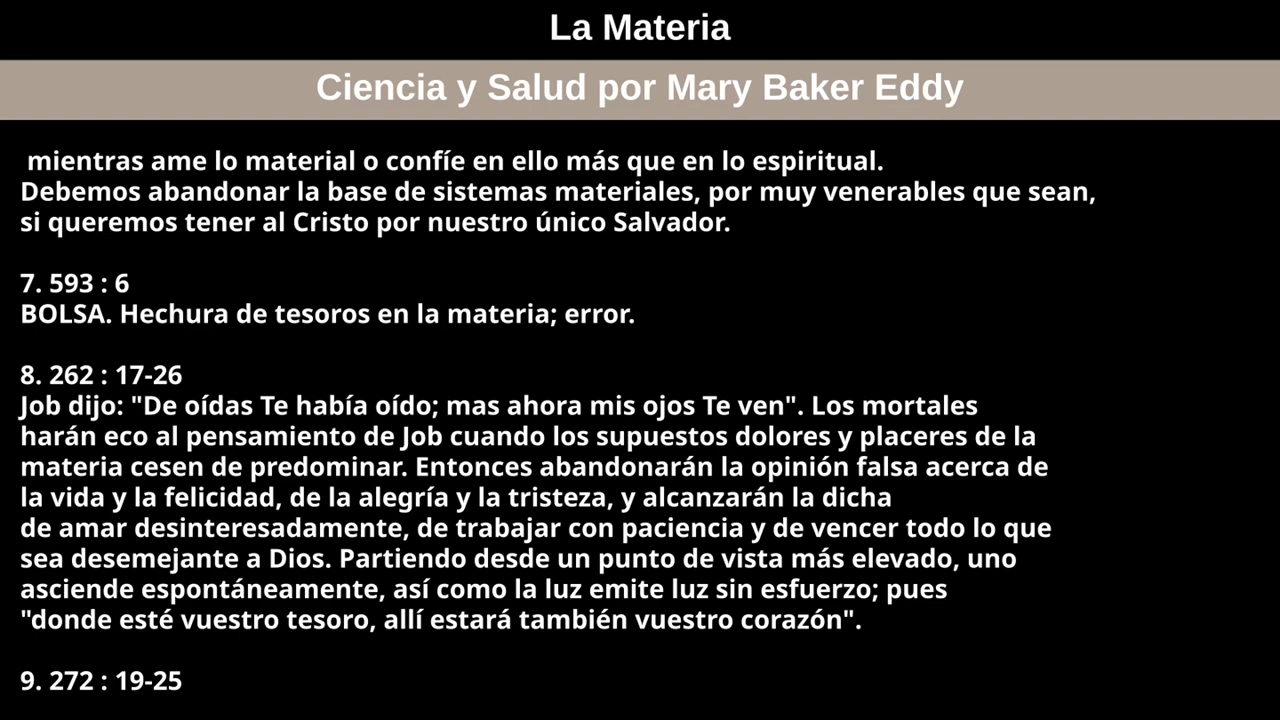 La Materia
Ciencia y Salud por Mary Baker Eddy
mientras ame lo material o confíe en ello más que en lo espiritual.
Debemos abandonar la base de sistemas materiales, por muy venerables que sean,
si queremos tener al Cristo por nuestro único Salvador.
7. 593 : 6
BOLSA. Hechura de tesoros en la materia; error.
8. 262 : 17-26
Job dijo: "De oídas Te había oído; mas ahora mis ojos Te ven". Los mortales
harán eco al pensamiento de Job cuando los supuestos dolores y placeres de la
materia cesen de predominar. Entonces abandonarán la opinión falsa acerca de
la vida y la felicidad, de la alegría y la tristeza, y alcanzarán la dicha
de amar desinteresadamente, de trabajar con paciencia y de vencer todo lo que
sea desemejante a Dios. Partiendo desde un punto de vista más elevado, uno
asciende espontáneamente, así como la luz emite luz sin esfuerzo; pues
"donde esté vuestro tesoro, allí estará también vuestro corazón".
9. 272 : 19-25